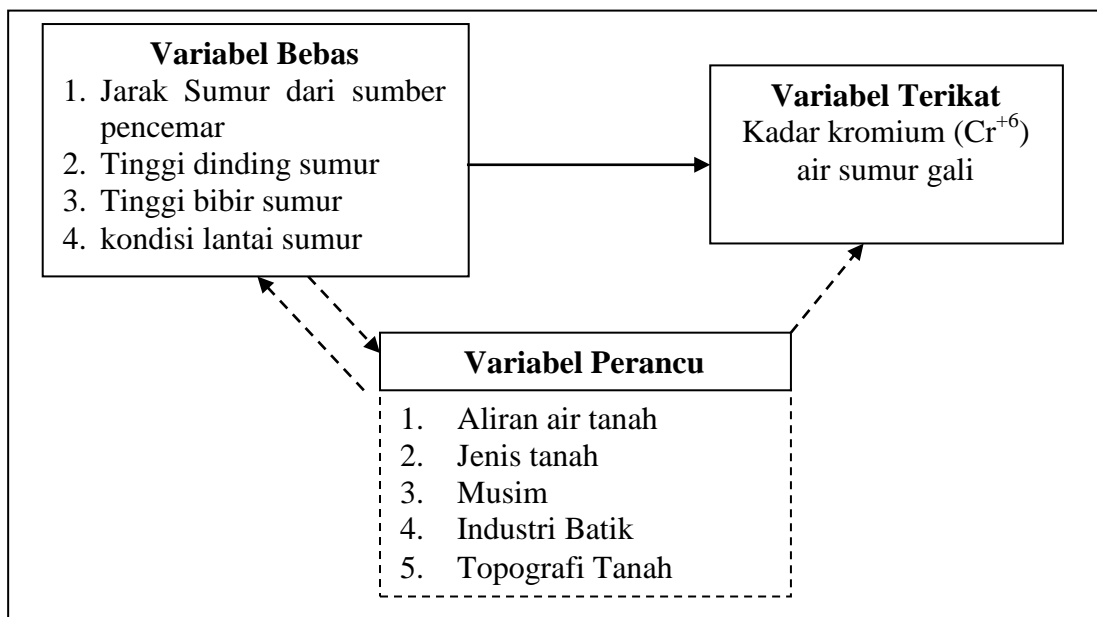 Variabel Bebas
1. Jarak Sumur dari sumber
pencemar
2. Tinggi dinding sumur
3. Tinggi bibir sumur
4. kondisi lantai sumur
Variabel Terikat
Kadar kromium (Cr⁺⁶)
air sumur gali
Variabel Perancu
1. Aliran air tanah
2. Jenis tanah
3. Musim
4. Industri Batik
5. Topografi Tanah